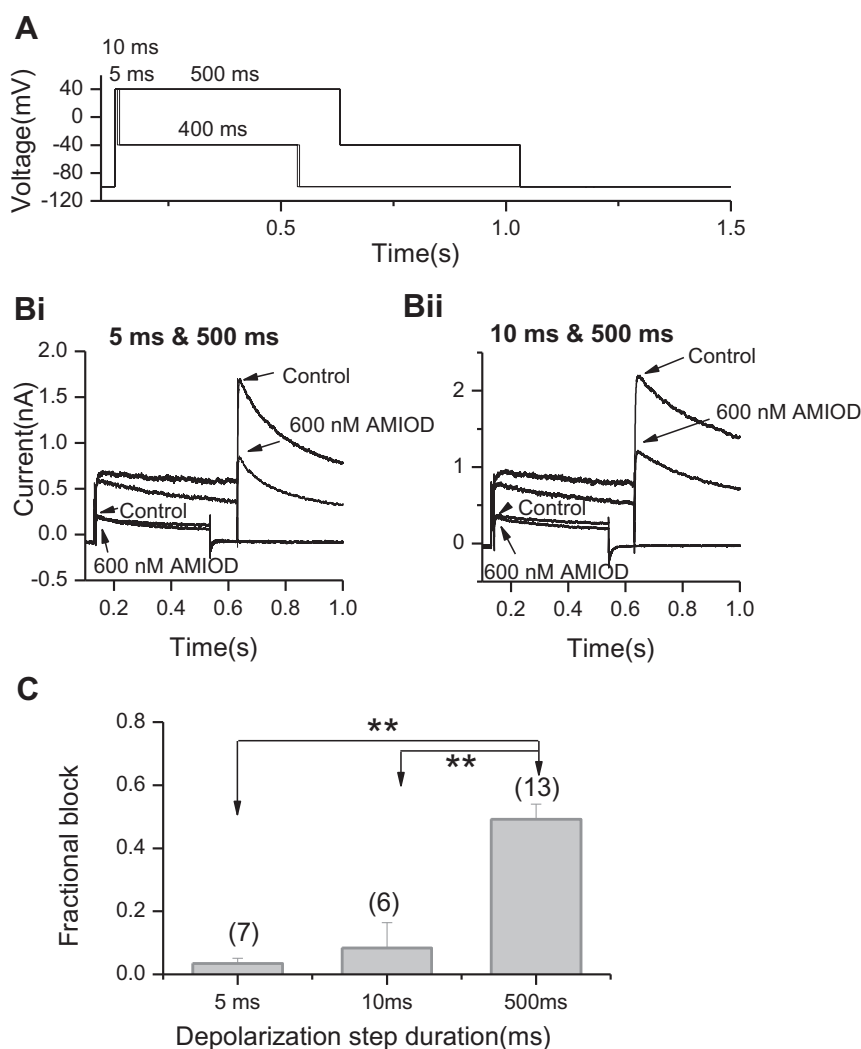 A
10 ms
5 ms 500 ms
400 ms
Voltage(mV)
40
0
-40
-80
-120
0.5 1.0 1.5
Time(s)
Bi
5 ms & 500 ms
Current(nA)
2.0
1.5
1.0
0.5
0.0
-0.5
Control
600 nM AMIOD
Control
600 nM AMIOD
0.2 0.4 0.6 0.8 1.0
Time(s)
Bii
10 ms & 500 ms
2
1
0
Control
600 nM AMIOD
Control
600 nM AMIOD
0.2 0.4 0.6 0.8 1.0
Time(s)
C
Fractional block
0.8
0.6
0.4
0.2
0.0
**
**
(13)
(6)
(7)
5 ms 10ms 500ms
Depolarization step duration(ms)